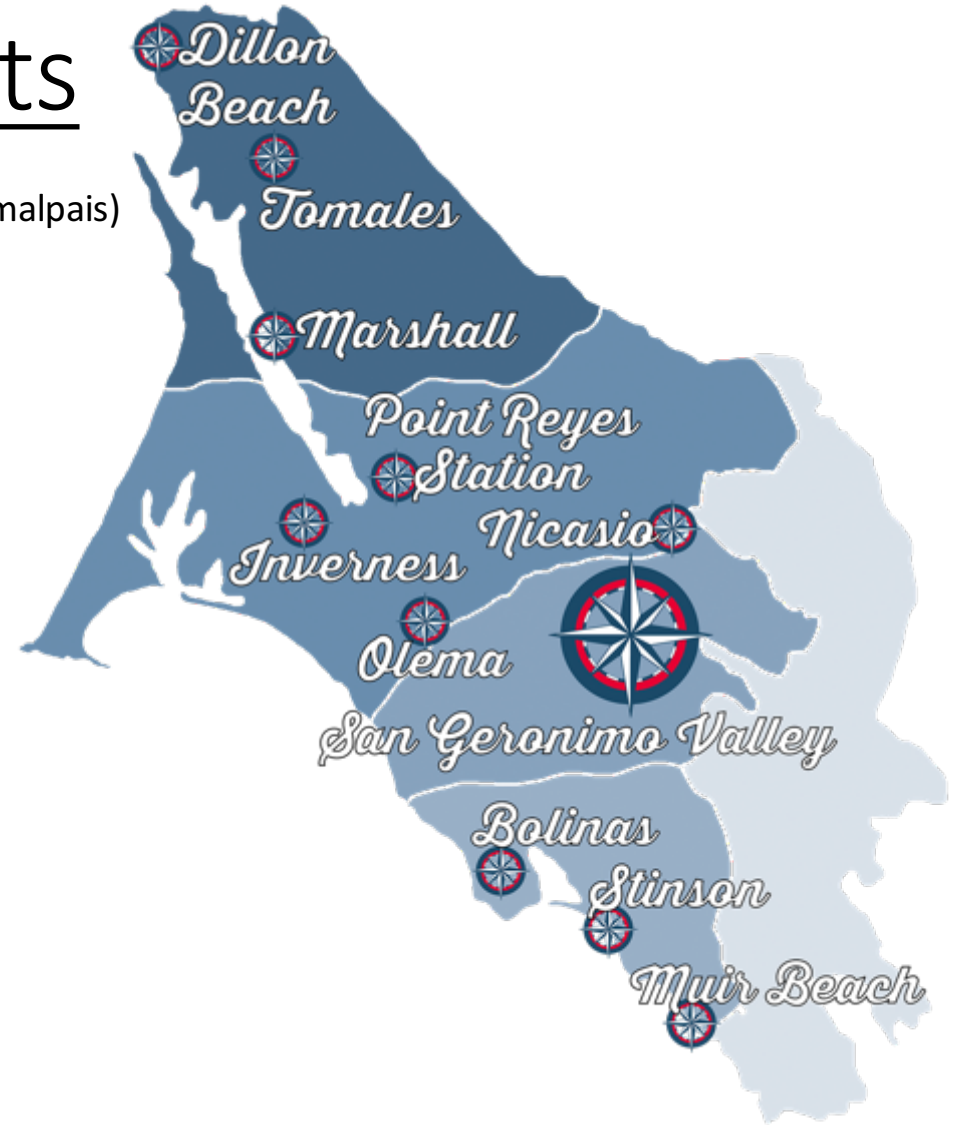 ts
malpais)
Dillon
Beach
Tomales
Marshall
Point Reyes
Station
Nicasio
Inverness
Olema
San Geronimo Valley
Bolinas
Stinson
Muir Beach